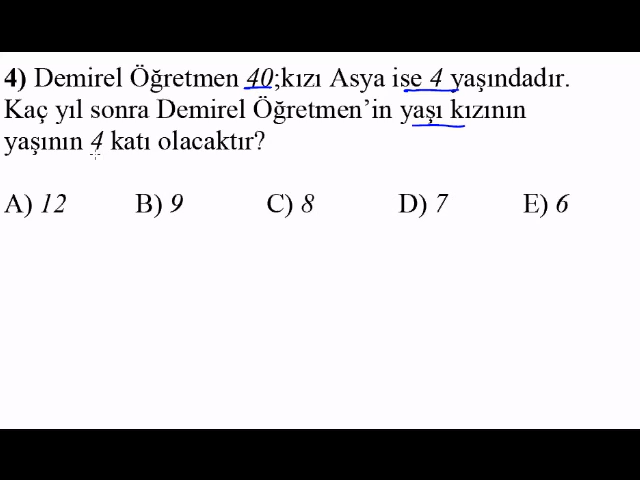 4) Demirel Öğretmen 40;kızı Asya ise 4 yaşındadır.
Kaç yıl sonra Demirel Öğretmen’in yaşı kızının
yaşının 4 katı olacaktır?
A) 12 B) 9 C) 8 D) 7 E) 6